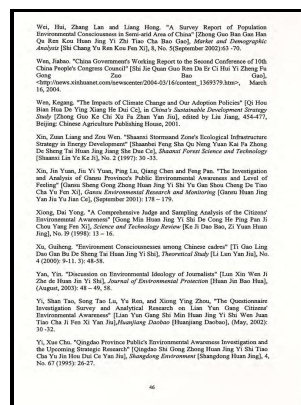 Wei, Hui, Zhang Lan and Liang Hong, "A Survey Report of Population
Environmental Consciousness in Semi-arid Area of China" [Zhong Guo Ban Gan Han
Qu Ren Kou Huan Jing Yi Zhi Tiao Cha Bao Gao], Market and Demographic
Analysis [Shi Chang Yu Ren Kou Fen Xi], 8, No. 5(September 2002):63 -70.
Wei, Jiabao. "China Government's Working Report to the Second Conference of 10th
China People's Congress Council" [Shi Jie Quan Guo Ren Da Er Ci Hui Yi Zheng Fu
Gong Zuo Bao Gao],
<http://news.xinhuanet.com/newscenter/2004-03/16/content_1369379.htm>, March
16, 2004.
Wen, Kegang. "The Impacts of Climate Change and Our Adoption Policies" [Qi Hou
Bian Hua De Ying Xiang He Dui Ce], in China's Sustainable Development Strategy
Study [Zhong Guo Ke Chi Xu Fa Zhan Yan Jiu], edited by Liu Jiang, 454-477,
Beijing: Chinese Agriculture Publishing House, 2001.
Xin, Zuan Liang and Zou Wen. "Shaanxi Stormsand Zone's Ecological Infrastructure
Strategy in Energy Development" [Shaanbei Feng Sha Qu Neng Yuan Kai Fa Zhong
De Sheng Tai Huan Jing Jiang She Due Ce], Shaanxi Forest Science and Technology
[Shaanxi Lin Ye Ke Ji], No. 2 (1997): 30 -33.
Xin, Jin Yuan, Jiu Yi Yuan, Ping Lu, Qiang Chen and Feng Pan. "The Investigation
and Analysis of Gansu Province's Public Environmental Awareness and Level of
Feeling" [Gansu Sheng Gong Zhong Huan Jing Yi Shi Yu Gan Shou Cheng De Tiao
Cha Yu Fen Xi], Gansu Environmental Research and Monitoring [Gansu Huan Jing
Yan Jiu Yu Jian Ce], (September 2001): 178 – 179.
Xiong, Dai Yong. "A Comprehensive Judge and Sampling Analysis of the Citizens'
Environmental Awareness" [Gong Min Huan Jing Yi Shi De Cong He Ping Pan Ji
Chou Yang Fen Xi], Science and Technology Review [Ke Ji Dao Bao, Zi Yuan Huan
Jing], No. 19 (1998): 13 – 16.
Xu, Guiheng. "Environment Consciousnesses among Chinese cadres" [Ti Gao Ling
Dao Gan Bu De Sheng Tai Huan Jing Yi Shi], Theoretical Study [Li Lun Yan Jiu], No.
4 (2000): 9-11. 3): 48-58.
Yan, Yin. "Discussion on Environmental Ideology of Journalists" [Lun Xin Wen Ji
Zhe de Huan Jin Yi Shi], Journal of Environmental Protection [Huan Jin Bao Hua],
(August, 2003): 48 – 49, 58.
Yi, Shan Tao, Song Tao Lu, Yu Ren, and Xiong Ying Zhou, "The Questionnaire
Investigation Survey and Analytical Research on Lian Yun Gang Citizens'
Environmental Awareness" [Lian Yun Gang Shi Min Huan Jing Yi Shi Wen Juan
Tiao Cha Ji Fen Xi Yan Jiu],Huanjiang Daobao [Huanjiang Daobao], (May, 2002):
30 -32.
Yi, Xue Chu. "Qingdao Province Public's Environmental Awareness Investigation and
the Upcoming Strategic Research" [Qingdao Shi Gong Zhong Huan Jing Yi Shi Tiao
Cha Yu Jin Hou Dui Ce Yan Jiu], Shangdong Environment [Shangdong Huan Jing], 4,
No. 67 (1995): 26-27.
46